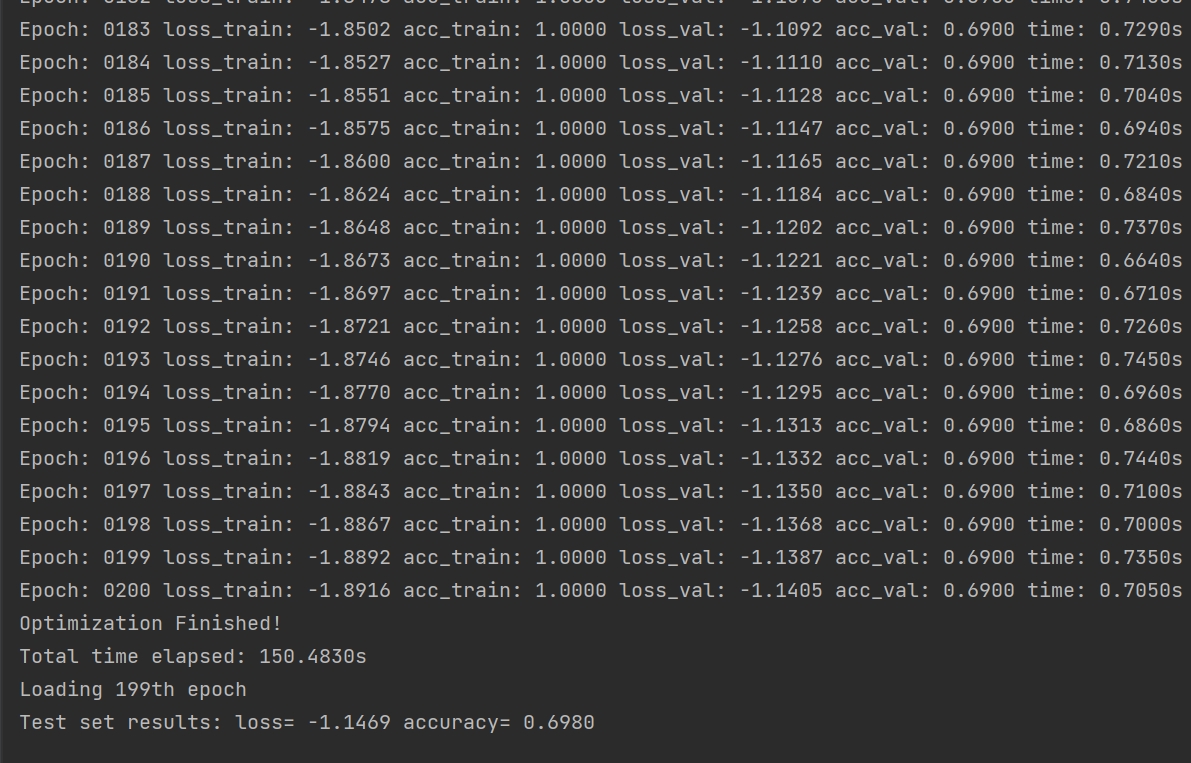 Epoch: 0183 loss_train: -1.8502 acc_train: 1.0000 loss_val: -1.1092 acc_val: 0.6900 time: 0.7290s
Epoch: 0184 loss_train: -1.8527 acc_train: 1.0000 loss_val: -1.1110 acc_val: 0.6900 time: 0.7130s
Epoch: 0185 loss_train: -1.8551 acc_train: 1.0000 loss_val: -1.1128 acc_val: 0.6900 time: 0.7040s
Epoch: 0186 loss_train: -1.8575 acc_train: 1.0000 loss_val: -1.1147 acc_val: 0.6900 time: 0.6940s
Epoch: 0187 loss_train: -1.8600 acc_train: 1.0000 loss_val: -1.1165 acc_val: 0.6900 time: 0.7210s
Epoch: 0188 loss_train: -1.8624 acc_train: 1.0000 loss_val: -1.1184 acc_val: 0.6900 time: 0.6840s
Epoch: 0189 loss_train: -1.8648 acc_train: 1.0000 loss_val: -1.1202 acc_val: 0.6900 time: 0.7370s
Epoch: 0190 loss_train: -1.8673 acc_train: 1.0000 loss_val: -1.1221 acc_val: 0.6900 time: 0.6640s
Epoch: 0191 loss_train: -1.8697 acc_train: 1.0000 loss_val: -1.1239 acc_val: 0.6900 time: 0.6710s
Epoch: 0192 loss_train: -1.8721 acc_train: 1.0000 loss_val: -1.1258 acc_val: 0.6900 time: 0.7260s
Epoch: 0193 loss_train: -1.8746 acc_train: 1.0000 loss_val: -1.1276 acc_val: 0.6900 time: 0.7450s
Epoch: 0194 loss_train: -1.8770 acc_train: 1.0000 loss_val: -1.1295 acc_val: 0.6900 time: 0.6960s
Epoch: 0195 loss_train: -1.8794 acc_train: 1.0000 loss_val: -1.1313 acc_val: 0.6900 time: 0.6860s
Epoch: 0196 loss_train: -1.8819 acc_train: 1.0000 loss_val: -1.1332 acc_val: 0.6900 time: 0.7440s
Epoch: 0197 loss_train: -1.8843 acc_train: 1.0000 loss_val: -1.1350 acc_val: 0.6900 time: 0.7100s
Epoch: 0198 loss_train: -1.8867 acc_train: 1.0000 loss_val: -1.1368 acc_val: 0.6900 time: 0.7000s
Epoch: 0199 loss_train: -1.8892 acc_train: 1.0000 loss_val: -1.1387 acc_val: 0.6900 time: 0.7350s
Epoch: 0200 loss_train: -1.8916 acc_train: 1.0000 loss_val: -1.1405 acc_val: 0.6900 time: 0.7050s
Optimization Finished!
Total time elapsed: 150.4830s
Loading 199th epoch
Test set results: loss= -1.1469 accuracy= 0.6980